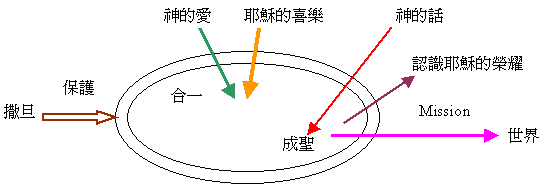 神的愛
耶穌的喜樂
神的話
認識耶穌的榮耀
保護
合一
撒旦
Mission
成聖
世界